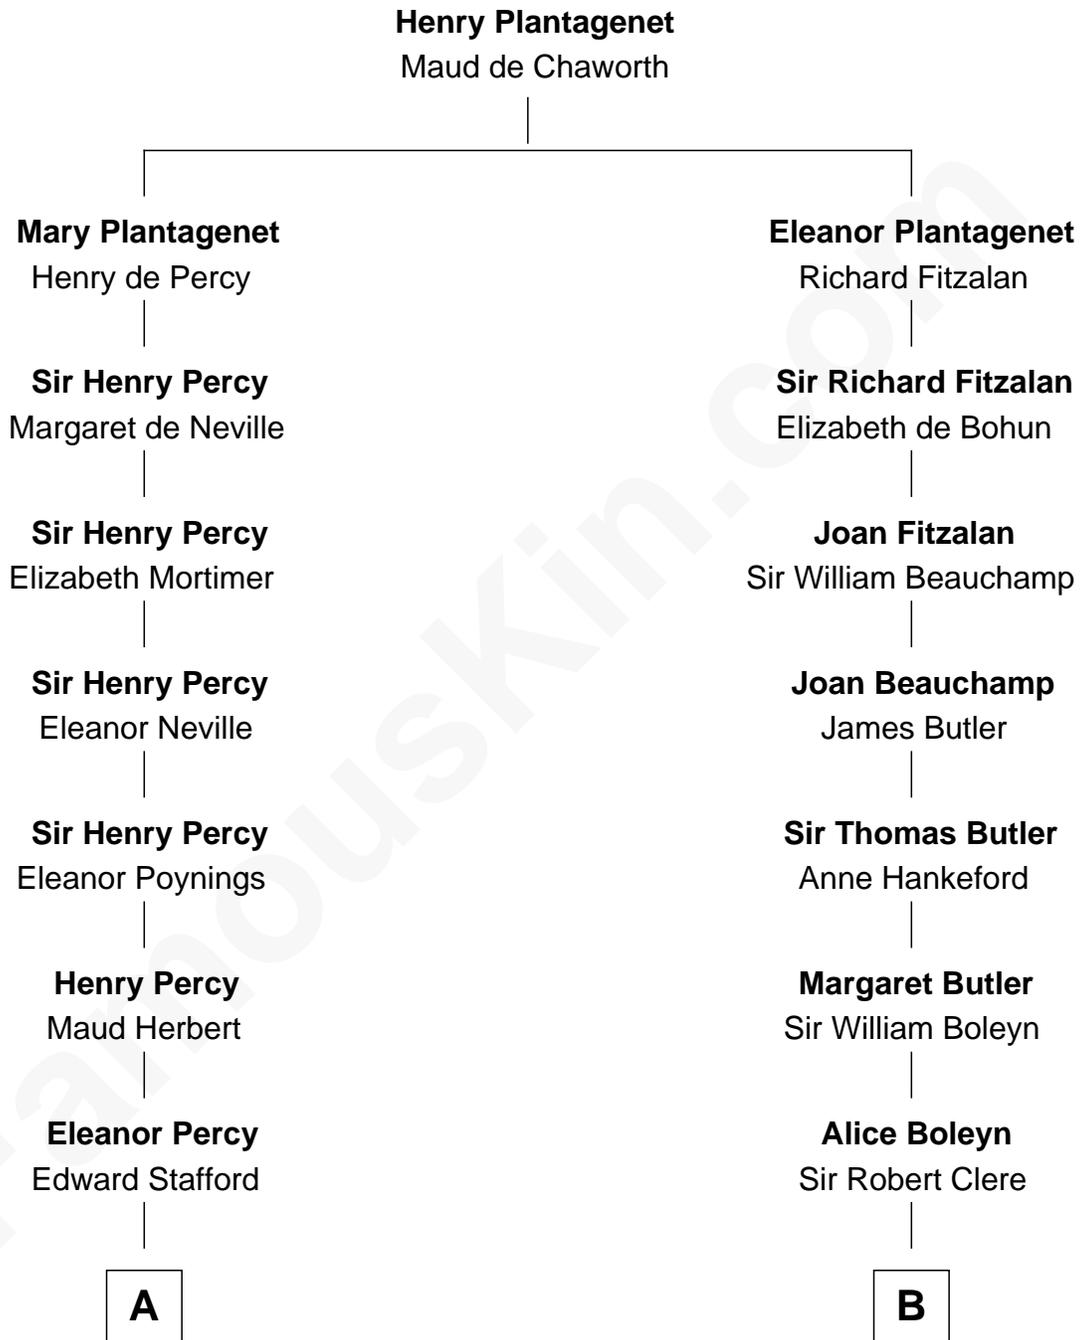 Henry Plantagenet
Maud de Chaworth
Mary Plantagenet
Henry de Percy
Eleanor Plantagenet
Richard Fitzalan
Sir Henry Percy
Margaret de Neville
Sir Richard Fitzalan
Elizabeth de Bohun
Sir Henry Percy
Elizabeth Mortimer
Joan Fitzalan
Sir William Beauchamp
Sir Henry Percy
Eleanor Neville
Joan Beauchamp
James Butler
Sir Henry Percy
Eleanor Poynings
Sir Thomas Butler
Anne Hankeford
Henry Percy
Maud Herbert
Margaret Butler
Sir William Boleyn
Eleanor Percy
Edward Stafford
Alice Boleyn
Sir Robert Clere
A
B
FamousKin.com